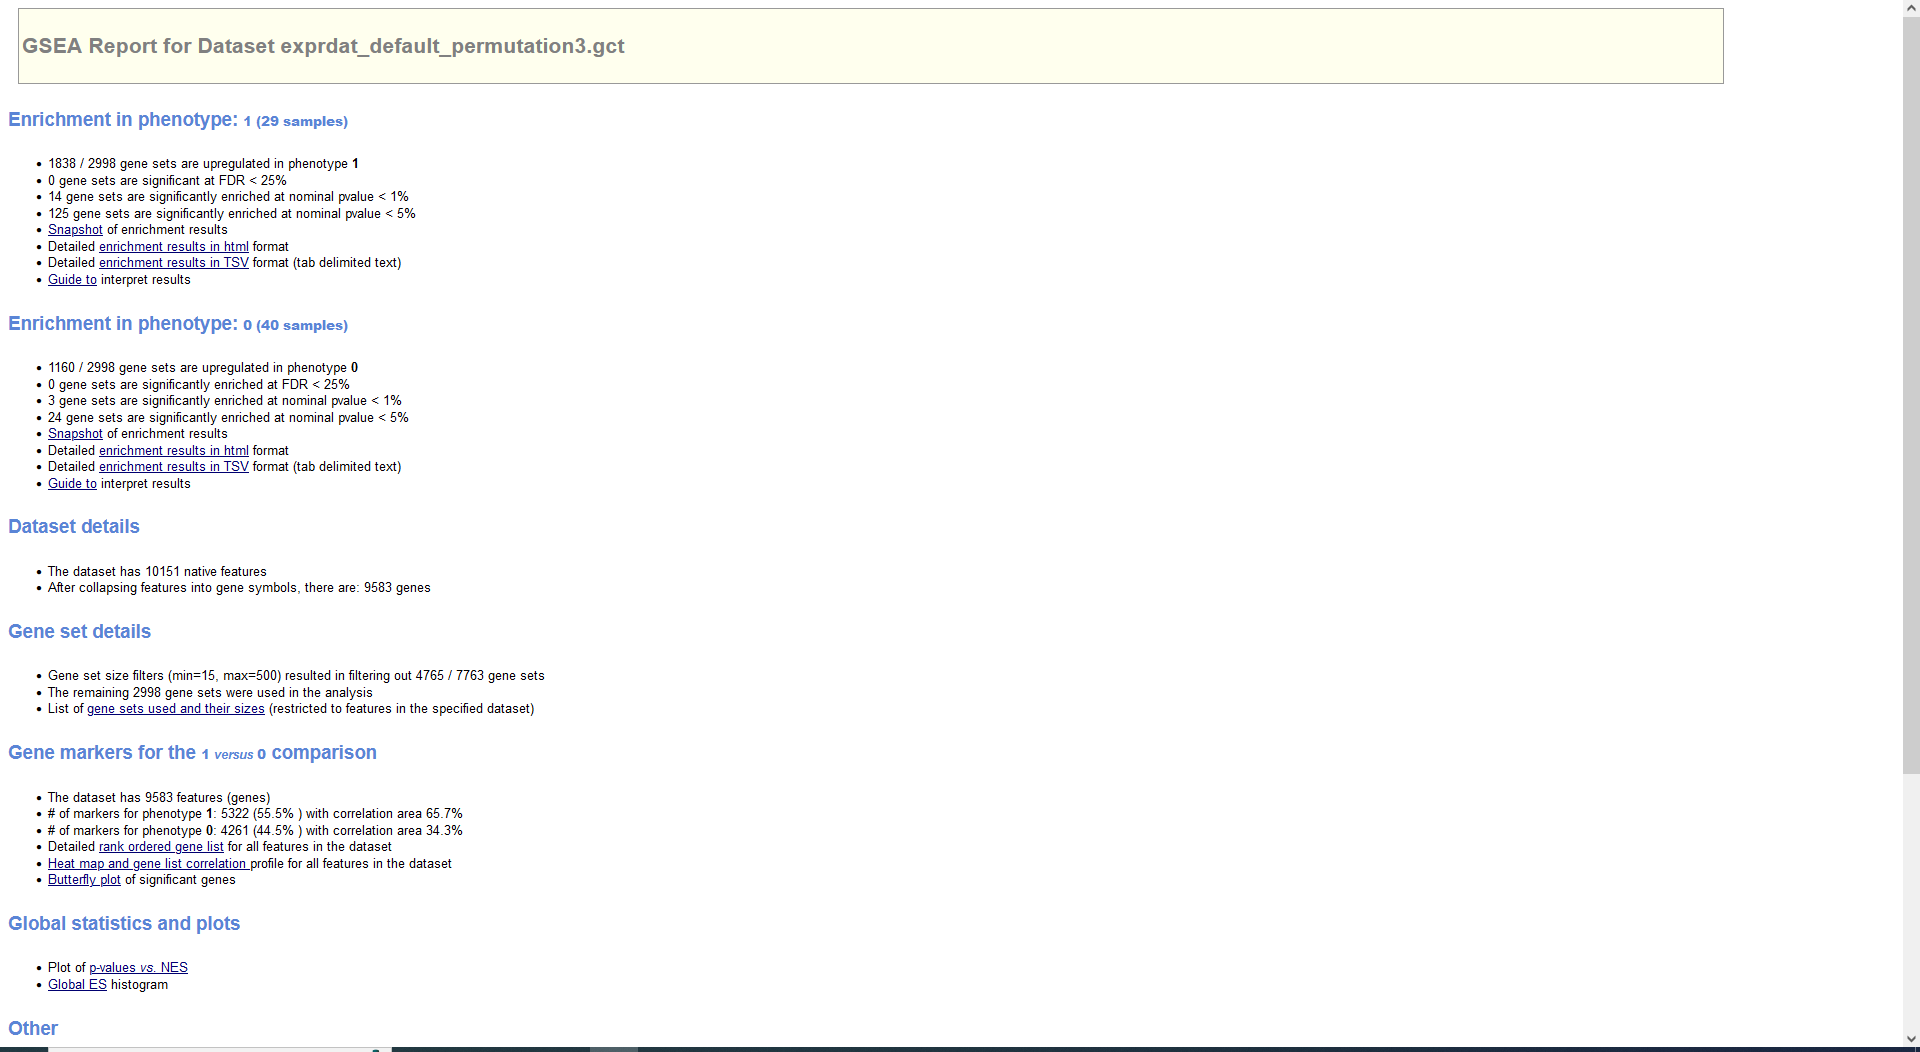 GSEA Report for Dataset exprdat_default_permutation3.gct
Enrichment in phenotype: 1 (29 samples)
• 1838 / 2998 gene sets are upregulated in phenotype 1
• 0 gene sets are significant at FDR < 25%
• 14 gene sets are significantly enriched at nominal pvalue < 1%
• 125 gene sets are significantly enriched at nominal pvalue < 5%
• Snapshot of enrichment results
• Detailed enrichment results in html format
• Detailed enrichment results in TSV format (tab delimited text)
• Guide to interpret results
Enrichment in phenotype: 0 (40 samples)
• 1160 / 2998 gene sets are upregulated in phenotype 0
• 0 gene sets are significantly enriched at FDR < 25%
• 3 gene sets are significantly enriched at nominal pvalue < 1%
• 24 gene sets are significantly enriched at nominal pvalue < 5%
• Snapshot of enrichment results
• Detailed enrichment results in html format
• Detailed enrichment results in TSV format (tab delimited text)
• Guide to interpret results
Dataset details
• The dataset has 10151 native features
• After collapsing features into gene symbols, there are: 9583 genes
Gene set details
• Gene set size filters (min=15, max=500) resulted in filtering out 4765 / 7763 gene sets
• The remaining 2998 gene sets were used in the analysis
• List of gene sets used and their sizes (restricted to features in the specified dataset)
Gene markers for the 1 versus 0 comparison
• The dataset has 9583 features (genes)
• # of markers for phenotype 1: 5322 (55.5% ) with correlation area 65.7%
• # of markers for phenotype 0: 4261 (44.5% ) with correlation area 34.3%
• Detailed rank ordered gene list for all features in the dataset
• Heat map and gene list correlation profile for all features in the dataset
• Butterfly plot of significant genes
Global statistics and plots
• Plot of p-values vs. NES
• Global ES histogram
Other